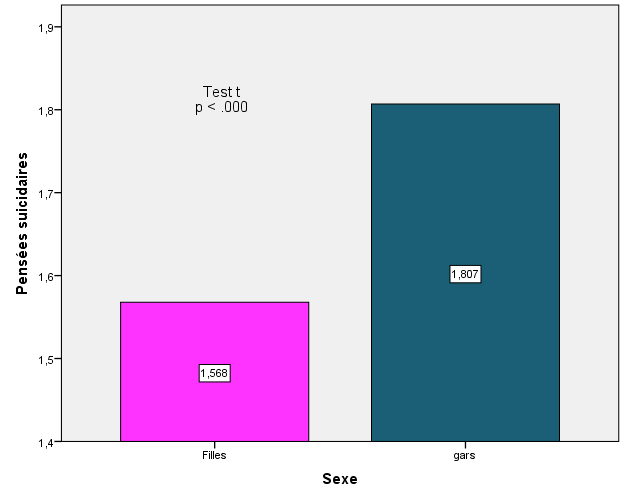 1,9
1,8
1,7
1,6
1,5
1,4
Pensées suicidaires
Test t
p < .000
1,568
1,807
Filles
gars
Sexe